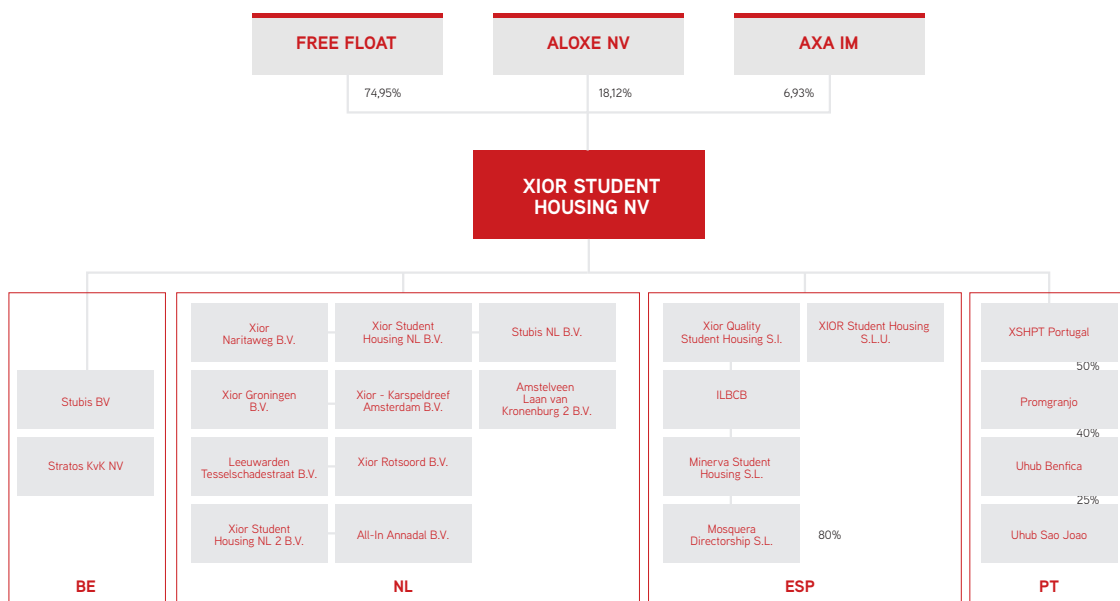 FREE FLOAT
ALOXE NV
AXA IM
74,95%
18,12%
6,93%
XIOR STUDENT
HOUSING NV
Stubis BV
Stratos KvK NV
BE
Xior
Naritaweg B.V.
Xior Student
Housing NL B.V.
Stubis NL B.V.
Xior Groningen
B.V.
Xior - Karspeldreef
Amsterdam B.V.
Amstelveen
Laan van
Kronenburg 2 B.V.
Leeuwarden
Tesselschadestraat B.V.
Xior Rotsoord B.V.
Xior Student
Housing NL 2 B.V.
All-In Annadal B.V.
NL
Xior Quality
Student Housing S.l.
XIOR Student Housing
S.L.U.
ILBCB
Minerva Student
Housing S.L.
Mosquera
Directorship S.L.
80%
ESP
XSHPT Portugal
50%
Promgranjo
40%
Uhub Benfica
25%
Uhub Sao Joao
PT